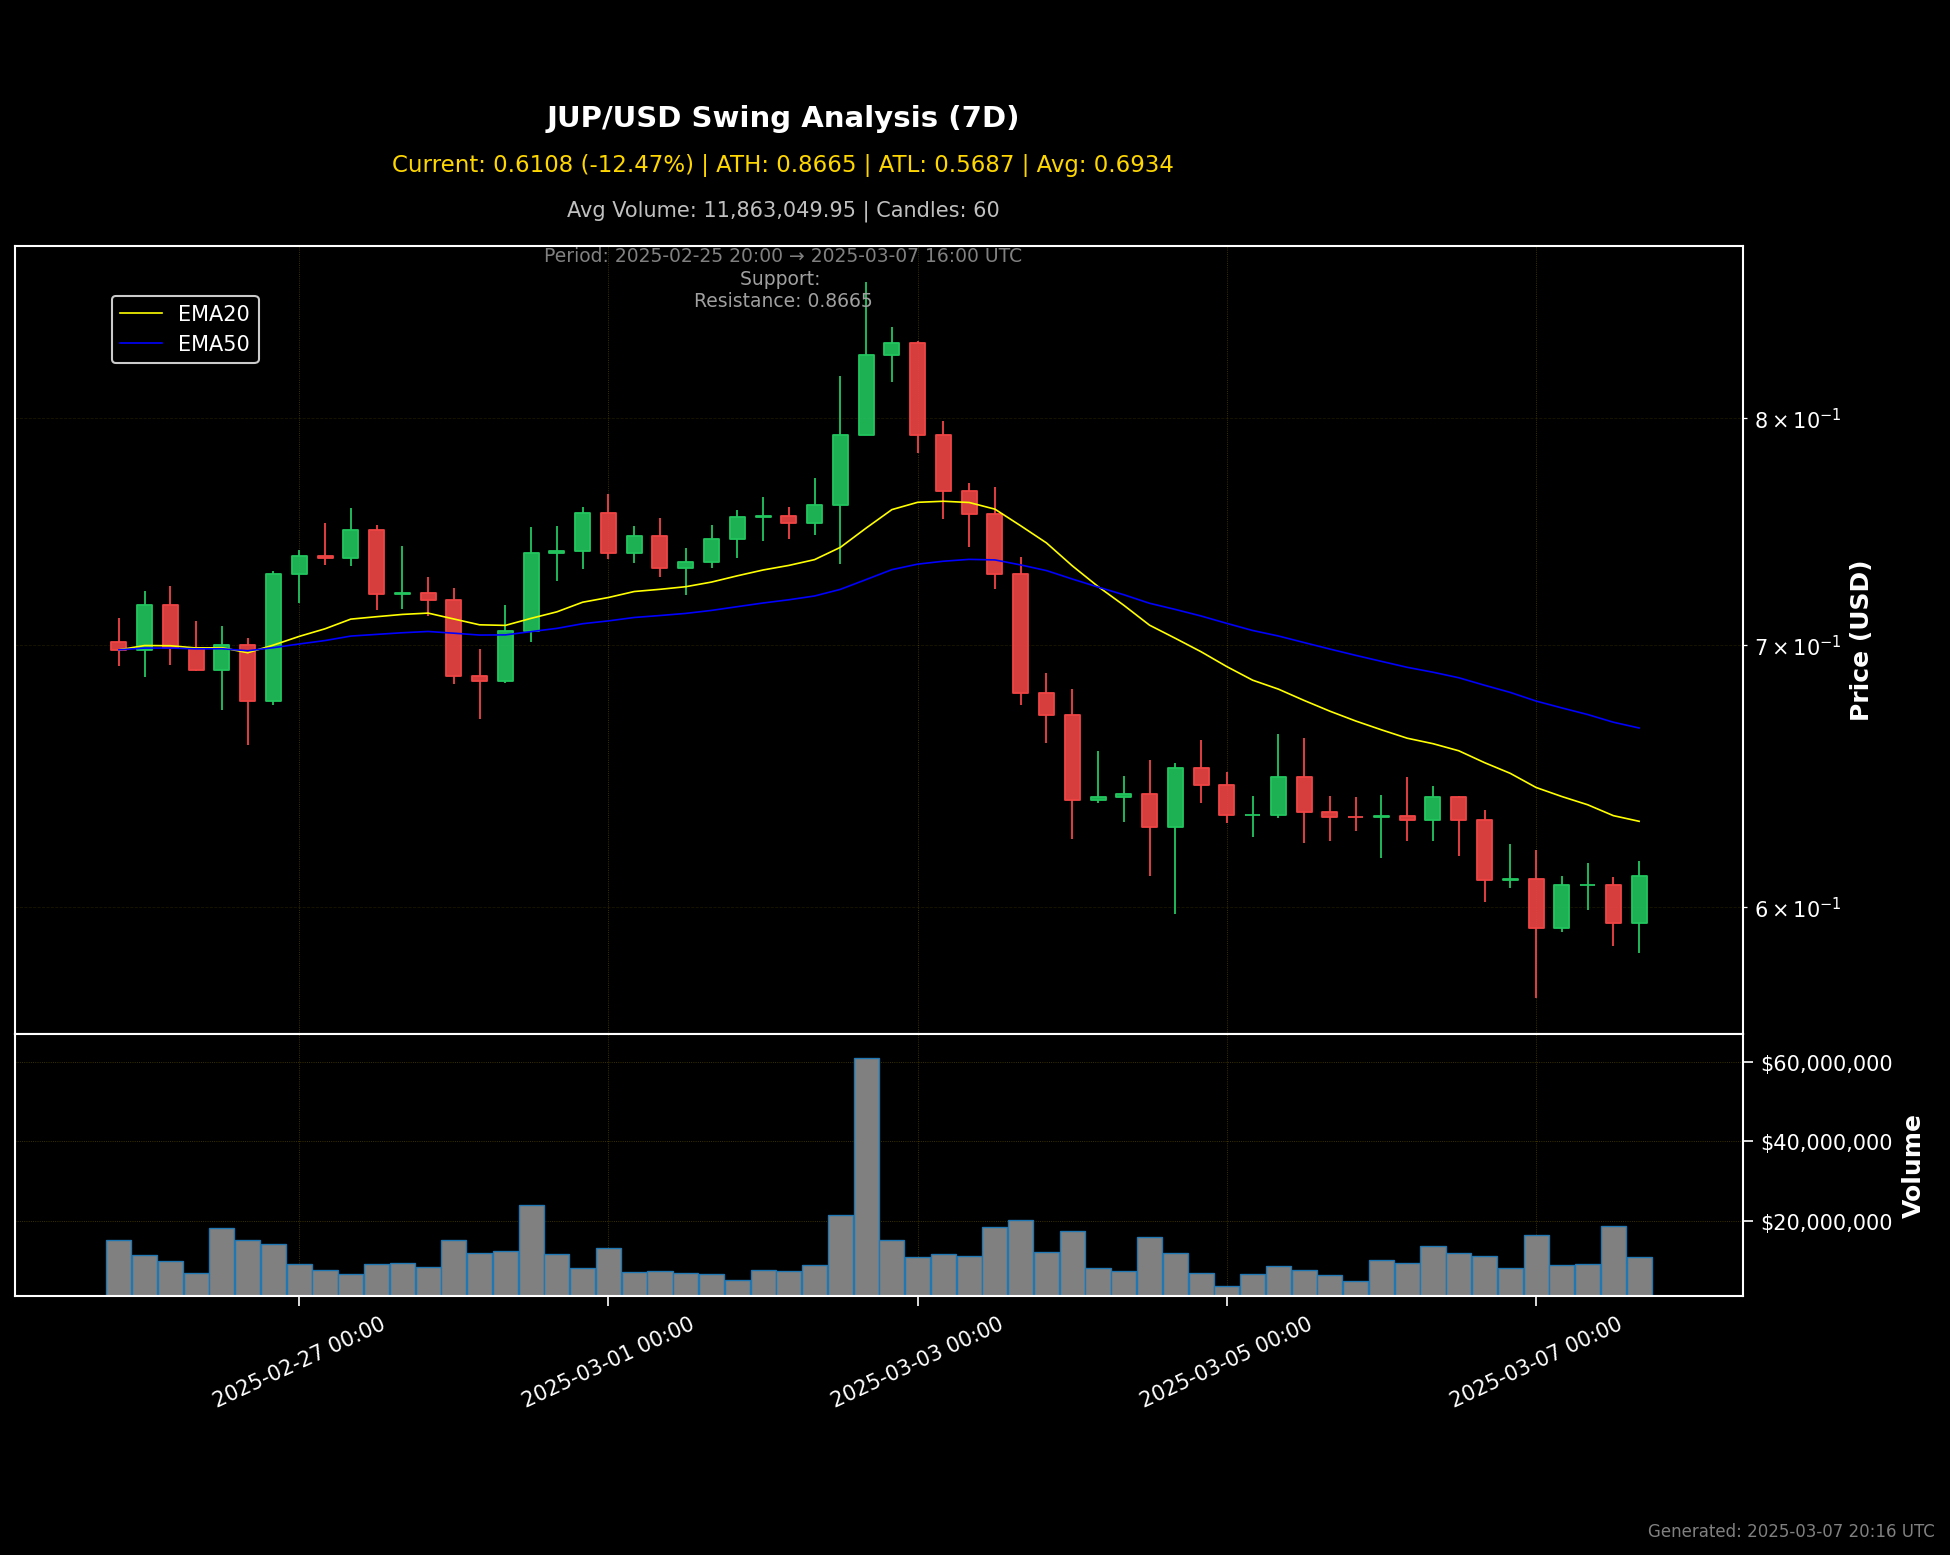 JUP/USD Swing Analysis (7D)
Current: 0.6108 (-12.47%) | ATH: 0.8665 | ATL: 0.5687 | Avg: 0.6934
Avg Volume: 11,863,049.95 | Candles: 60
Period: 2025-02-25 20:00 → 2025-03-07 16:00 UTC
Support:
Resistance: 0.8665
EMA20
EMA50
8 × 10⁻¹
7 × 10⁻¹
6 × 10⁻¹
Price (USD)
$60,000,000
$40,000,000
$20,000,000
Volume
2025-02-27 00:00
2025-03-01 00:00
2025-03-03 00:00
2025-03-05 00:00
2025-03-07 00:00
Generated: 2025-03-07 20:16 UTC